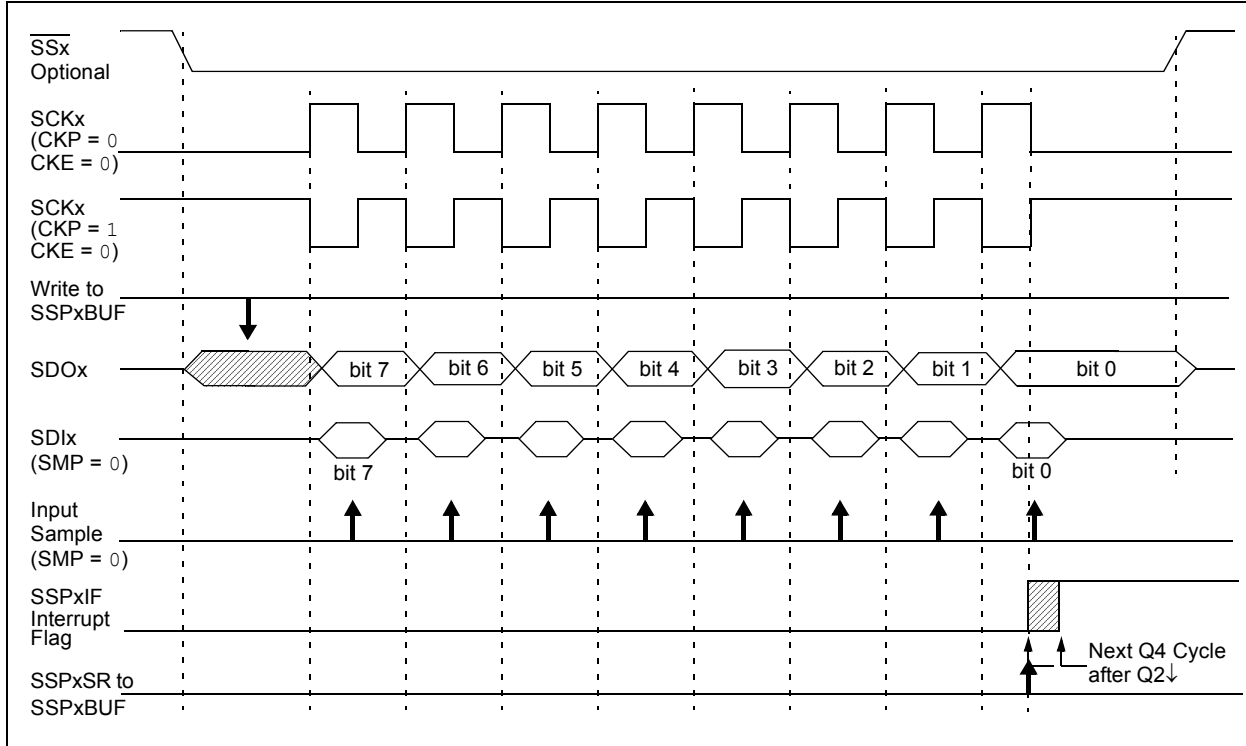 SSx
Optional
SCKx
(CKP = 0
CKE = 0)
SCKx
(CKP = 1
CKE = 0)
Write to
SSPxBUF
SDOx
bit 7
bit 6
bit 5
bit 4
bit 3
bit 2
bit 1
bit 0
SDIx
(SMP = 0)
bit 7
bit 0
Input
Sample
(SMP = 0)
SSPxIF
Interrupt
Flag
Next Q4 Cycle
after Q2↓
SSPxSR to
SSPxBUF